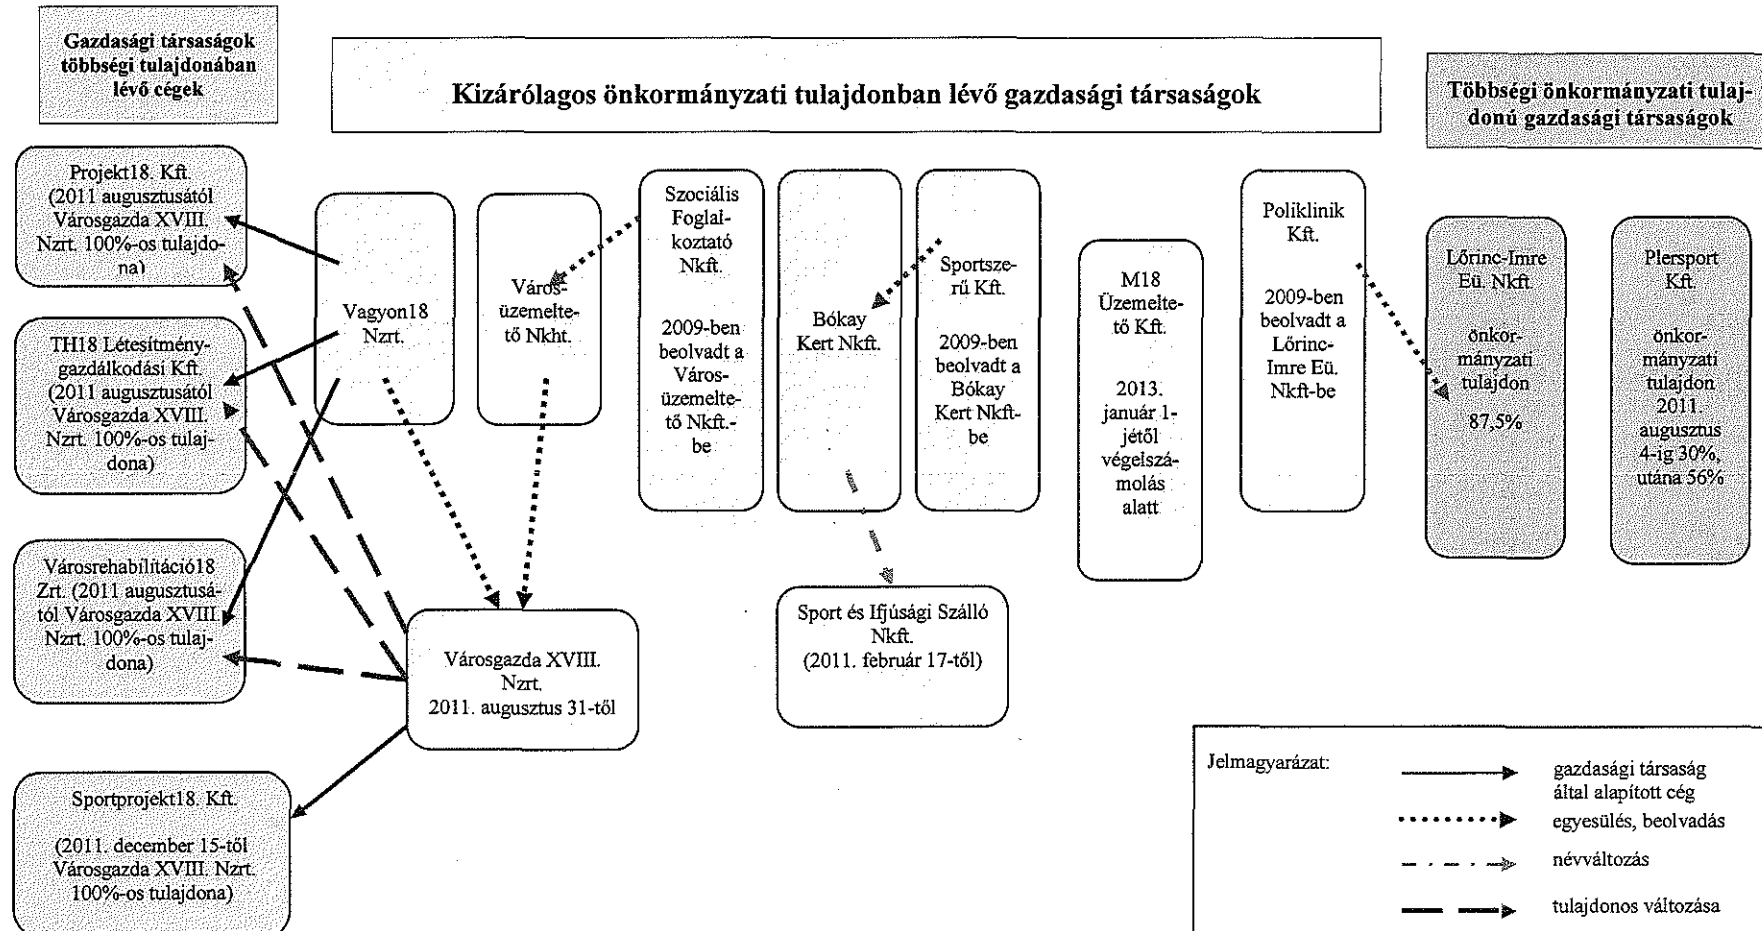 Gazdasági társaságok
többségi tulajdonában
lévő cégek
Kizárólagos önkormányzati tulajdonban lévő gazdasági társaságok
Többségi önkormányzati tulaj-
donú gazdasági társaságok
Projekt18. Kft.
(2011 augusztusától
Városgazda XVIII.
Nzrt. 100%-os tulajdo-
na)
TH18 Létesítmény-
gazdálkodási Kft.
(2011 augusztusától
Városgazda XVIII.
Nzrt. 100%-os tulaj-
dona)
Városrehabilitáció18
Zrt. (2011 augusztusá-
tól Városgazda XVIII.
Nzrt. 100%-os tulaj-
dona)
Sportprojekt18. Kft.
(2011. december 15-től
Városgazda XVIII. Nzrt.
100%-os tulajdona)
Vagyon18
Nzrt.
Város-
üzemelte-
tő Nkht.
Városgazda XVIII.
Nzrt.
2011. augusztus 31-től
Szociális
Foglal-
koztató
Nkft.
2009-ben
beolvadt a
Város-
üzemelte-
tő Nkft.-
be
Bókay
Kert Nkft.
Sportsze-
rű Kft.
2009-ben
beolvadt a
Bókay
Kert Nkft-
be
Sport és Ifjúsági Szálló
Nkft.
(2011. február 17-től)
M18
Üzemelte-
tő Kft.
2013.
január 1-
jétől
végelszá-
molás
alatt
Poliklinik
Kft.
2009-ben
beolvadt a
Lőrinc-
Imre Eü.
Nkft-be
Lőrinc-Imre
Eü. Nkft.
önkor-
mányzati
tulajdon
87,5%
Plersport
Kft.
önkor-
mányzati
tulajdon
2011.
augusztus
4-ig 30%,
utána 56%
Jelmagyarázat:
gazdasági társaság
által alapított cég
egyesülés, beolvadás
névváltozás
tulajdonos változása